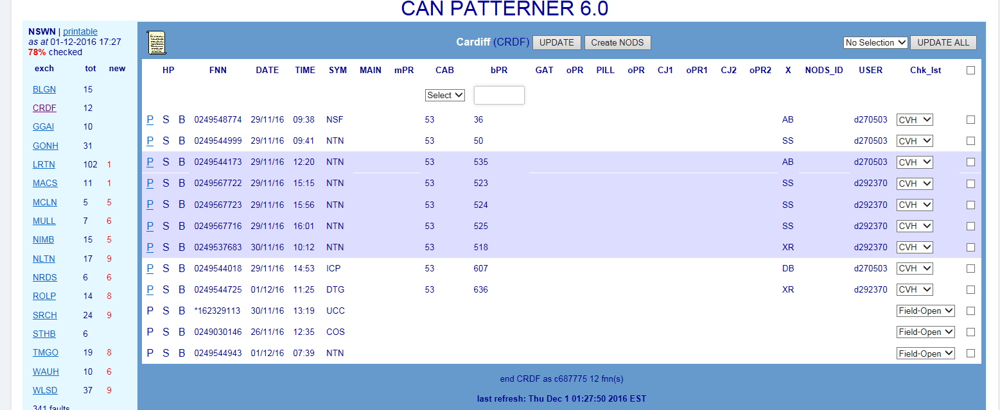 CAN PATTERNER 6.0
NSWN | printable
as at 01-12-2016 17:27
78% checked
exch tot new
BLGN 15
CRDF 12
GGAI 10
GONH 31
LRTN 102 1
MACS 11 1
MCLN 5 5
MULL 7 6
NIMB 15 5
NLTN 17 9
NRDS 6 6
ROLP 14 8
SRCH 24 9
STHB 6
TMGO 19 8
WAUH 10 6
WLSD 37 9
341 faults
Cardiff (CRDF) UPDATE Create NODS No Selection UPDATE ALL
HP FNN DATE TIME SYM MAIN mPR CAB bPR GAT oPR PILL oPR CJ1 oPR1 CJ2 oPR2 X NODS_ID USER Chk_lst
Select
P S B 0249548774 29/11/16 09:38 NSF 53 36 AB d270503 CVH
P S B 0249544999 29/11/16 09:41 NTN 53 50 SS d270503 CVH
P S B 0249544173 29/11/16 12:20 NTN 53 535 AB d270503 CVH
P S B 0249567722 29/11/16 15:15 NTN 53 523 SS d292370 CVH
P S B 0249567723 29/11/16 15:56 NTN 53 524 SS d292370 CVH
P S B 0249567716 29/11/16 16:01 NTN 53 525 SS d292370 CVH
P S B 0249537683 30/11/16 10:12 NTN 53 518 XR d292370 CVH
P S B 0249544018 29/11/16 14:53 ICP 53 607 DB d270503 CVH
P S B 0249544725 01/12/16 11:25 DTG 53 636 XR d292370 CVH
P S B *162329113 30/11/16 13:19 UCC Field-Open
P S B 0249030146 26/11/16 12:35 COS Field-Open
P S B 0249544943 01/12/16 07:39 NTN Field-Open
end CRDF as c687775 12 fnn(s)
last refresh: Thu Dec 1 01:27:50 2016 EST